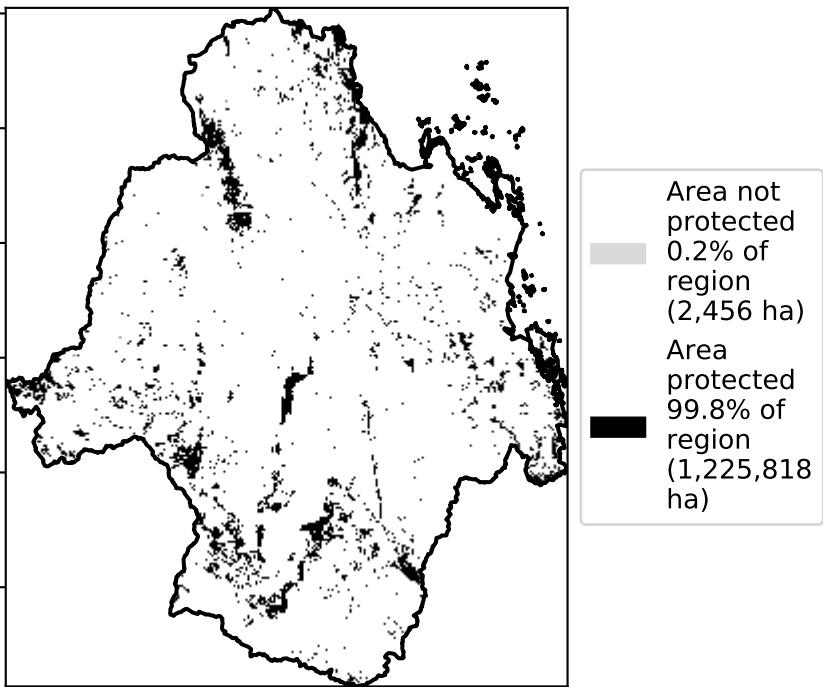 Area not
protected
0.2% of
region
(2,456 ha)
Area
protected
99.8% of
region
(1,225,818
ha)